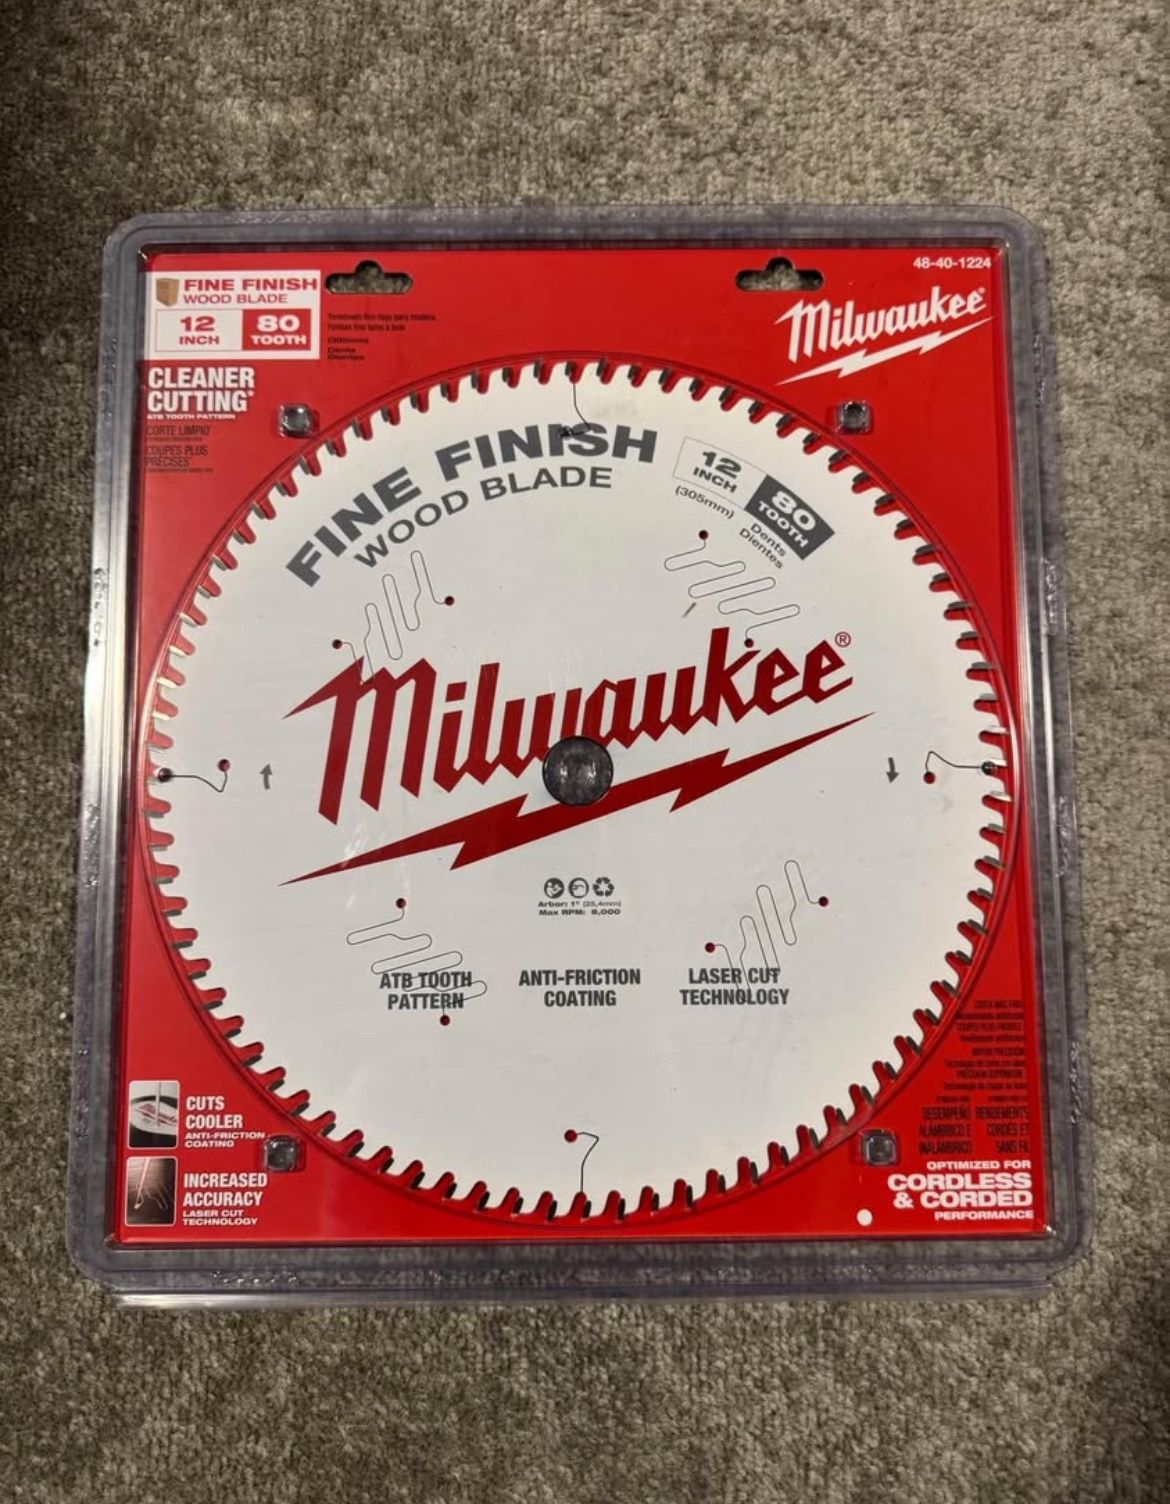 48-40-1224
FINE FINISH
WOOD BLADE
12
INCH
80
TOOTH
Milwaukee®
(300mm)
Dents
Dientes
CLEANER
CUTTING*
ATB TOOTH PATTERN
CORTE LIMPIO
COUPES PLUS
PRÉCISES
FINE FINISH
WOOD BLADE
12
INCH
80
TOOTH
(305mm)
Dents
Dientes
Milwaukee®
Arbor: 1" (25,4mm)
Max RPM: 6,000
ATB TOOTH
PATTERN
ANTI-FRICTION
COATING
LASER CUT
TECHNOLOGY
CUTS
COOLER
ANTI-FRICTION
COATING
INCREASED
ACCURACY
LASER CUT
TECHNOLOGY
DESEMPEÑO
ALÁMBRICO E
INALÁMBRICO
RENDEMENTS
CORDÉS ET
SANS FIL
OPTIMIZED FOR
CORDLESS
& CORDED
PERFORMANCE